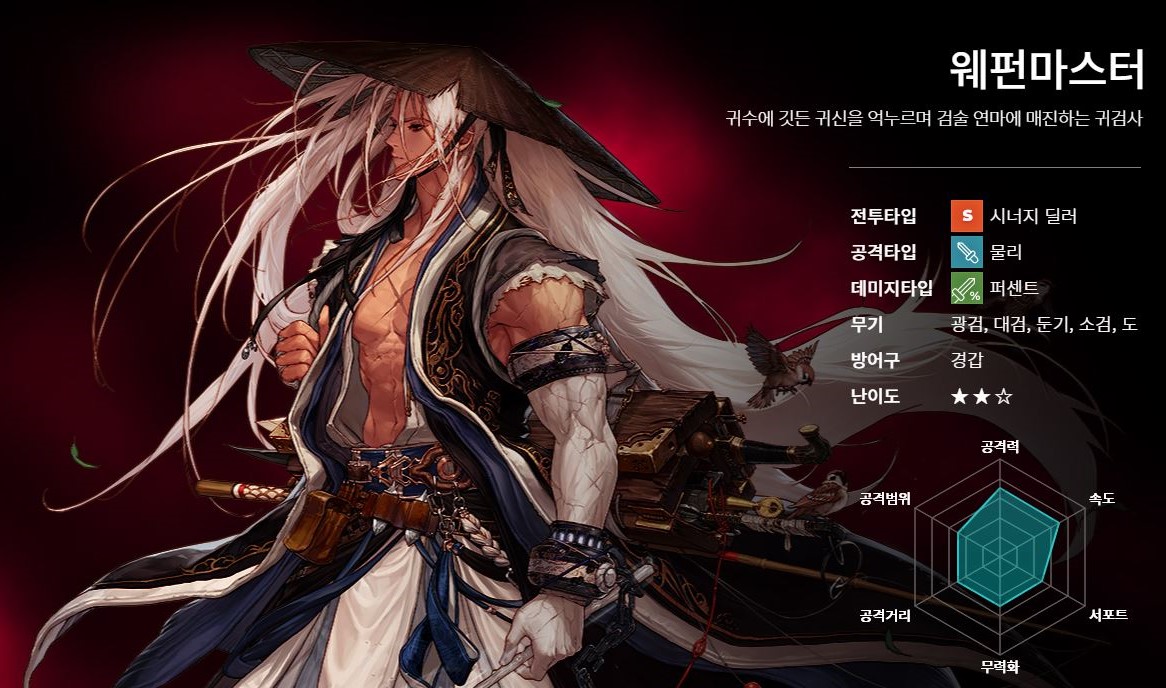 웨펀마스터
귀수에 깃든 귀신을 억누르며 검술 연마에 매진하는 귀검사
전투타입 S 시너지 딜러
공격타입 물리
데미지타입 % 퍼센트
무기 광검, 대검, 둔기, 소검, 도
방어구 경갑
난이도 ★★☆
공격력
공격범위 속도
공격거리 서포트
무력화